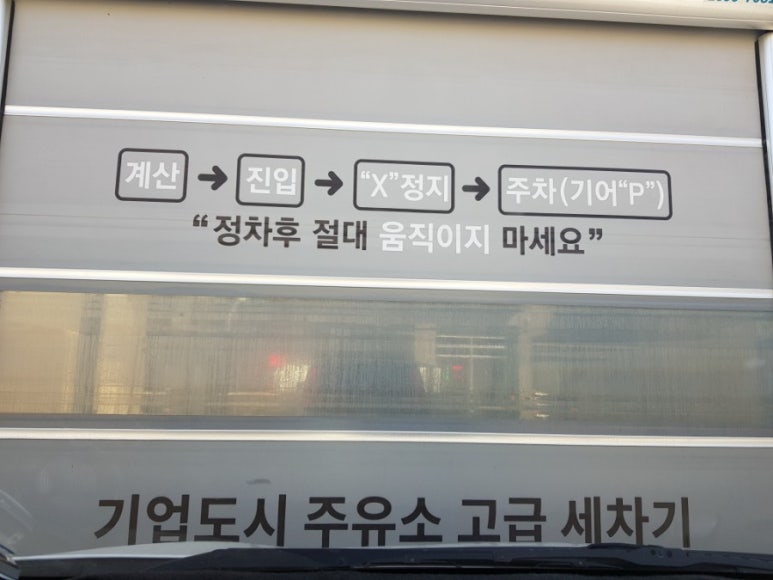 계산 → 진입 → “X”정지 → 주차(기어“P”)
“정차후 절대 움직이지 마세요”
기업도시 주유소 고급 세차기